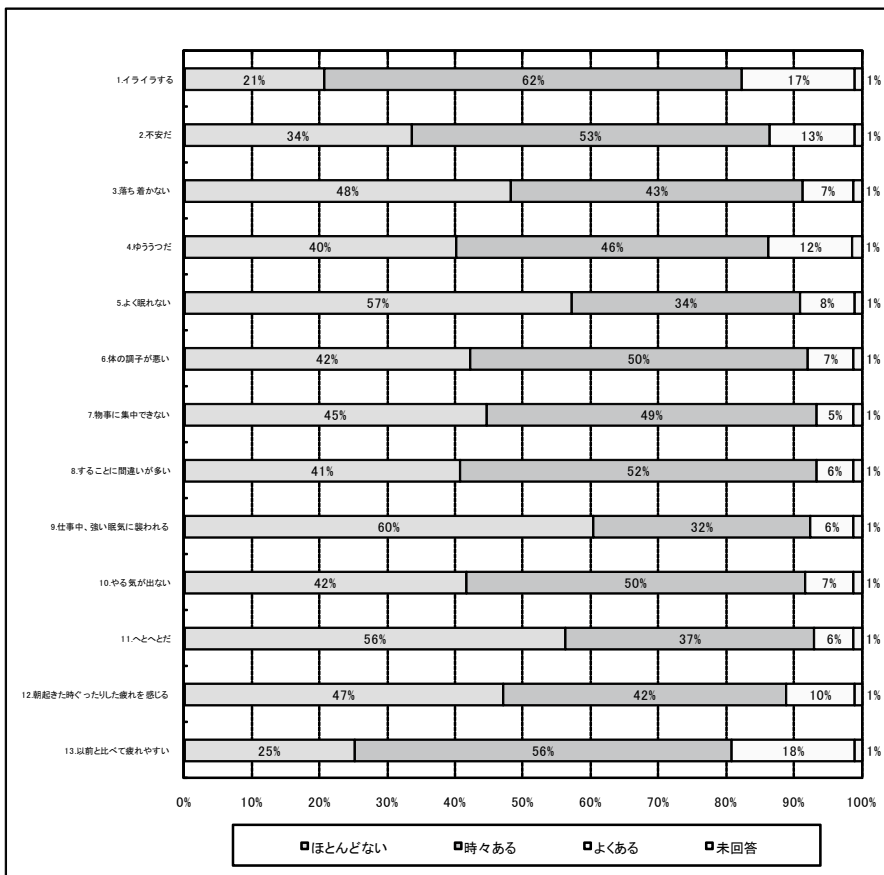 1.イライラする 21% 62% 17% 1%
2.不安だ 34% 53% 13% 1%
3.落ち着かない 48% 43% 7% 1%
4.ゆううつだ 40% 46% 12% 1%
5.よく眠れない 57% 34% 8% 1%
6.体の調子が悪い 42% 50% 7% 1%
7.物事に集中できない 45% 49% 5% 1%
8.することに間違いが多い 41% 52% 6% 1%
9.仕事中、強い眠気に襲われる 60% 32% 6% 1%
10.やる気が出ない 42% 50% 7% 1%
11.へとへとだ 56% 37% 6% 1%
12.朝起きた時ぐったりした疲れを感じる 47% 42% 10% 1%
13.以前と比べて疲れやすい 25% 56% 18% 1%
0% 10% 20% 30% 40% 50% 60% 70% 80% 90% 100%
ほとんどない 時々ある よくある 未回答